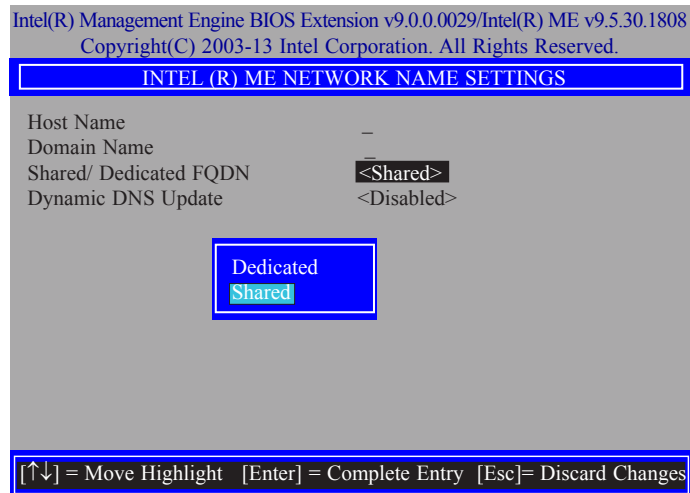 Intel(R) Management Engine BIOS Extension v9.0.0.0029/Intel(R) ME v9.5.30.1808
Copyright(C) 2003-13 Intel Corporation. All Rights Reserved.
INTEL (R) ME NETWORK NAME SETTINGS
Host Name _
Domain Name _
Shared/ Dedicated FQDN <Shared>
Dynamic DNS Update <Disabled>
Dedicated
Shared
[↑↓] = Move Highlight [Enter] = Complete Entry [Esc]= Discard Changes